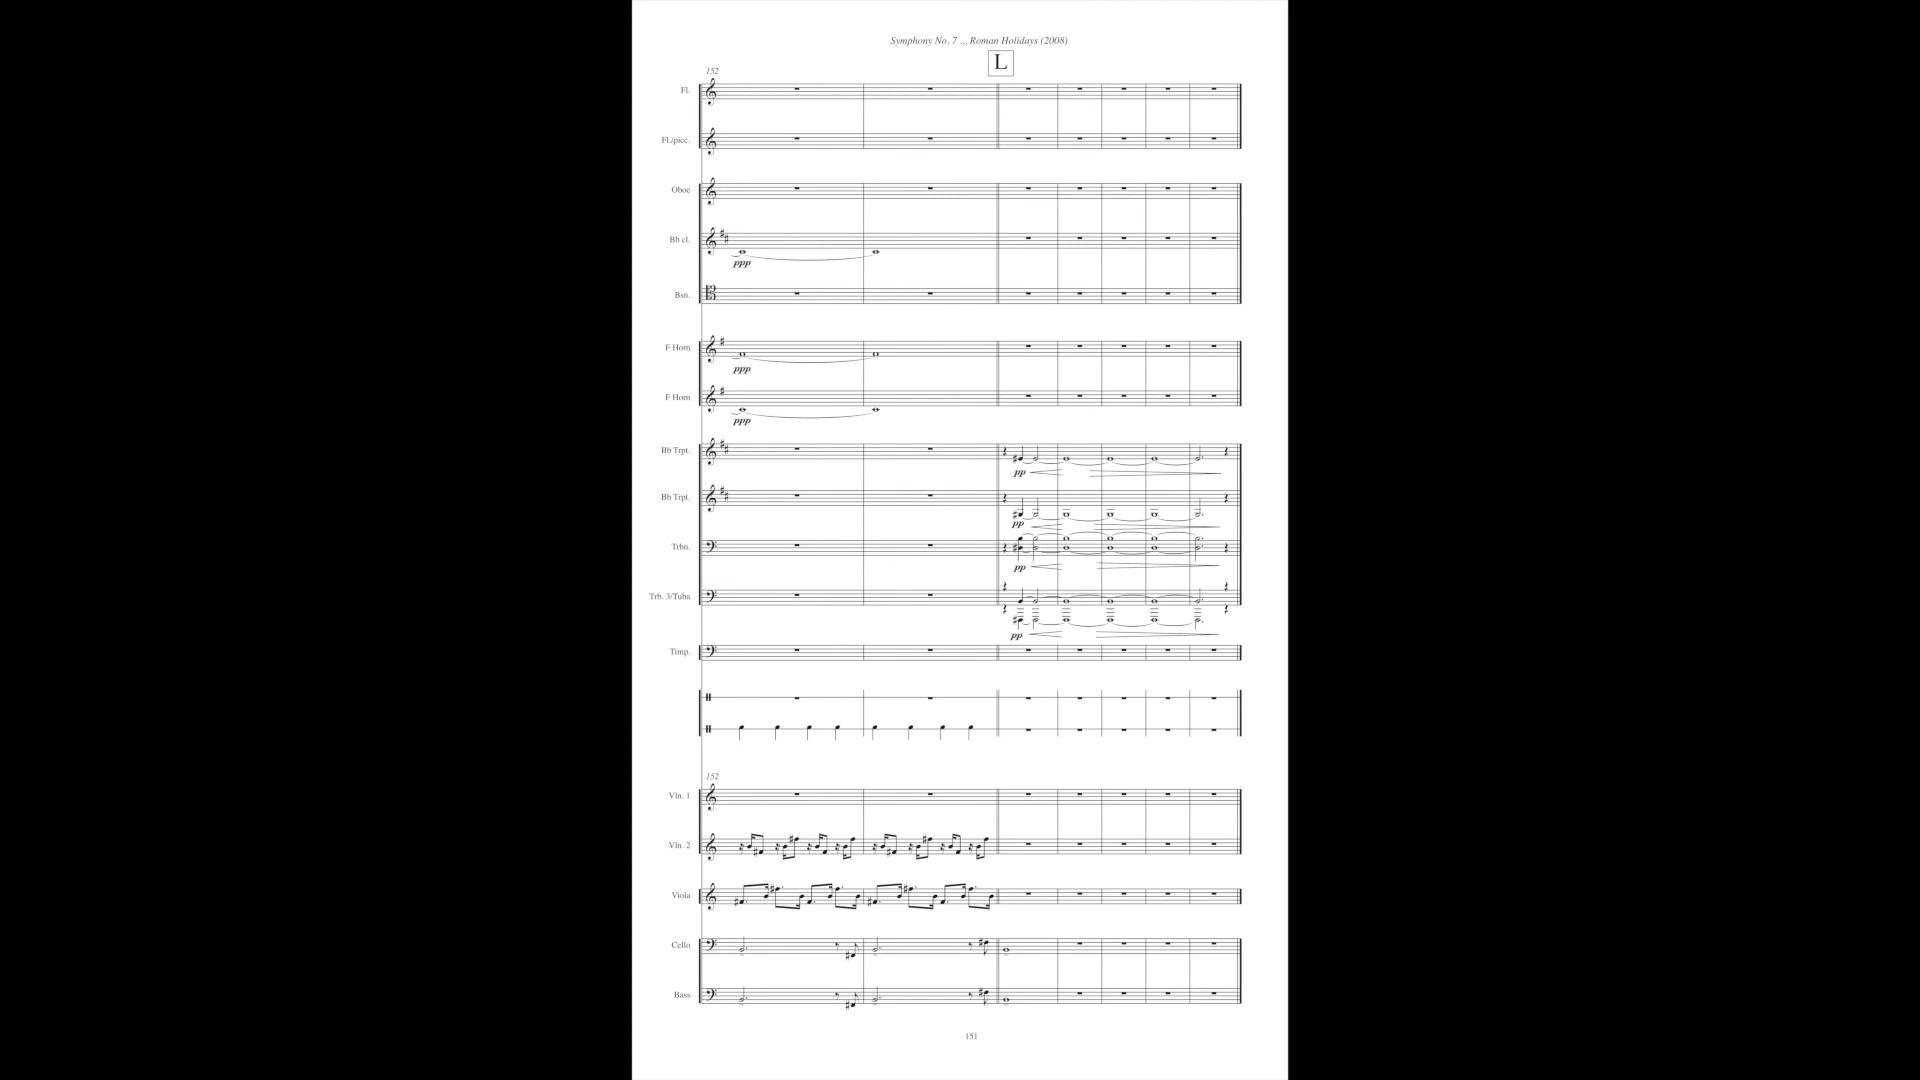 Symphony No. 7 ... Roman Holidays (2008)
L
152
Fl.
Fl./picc.
Oboe
Bb cl.
ppp
Bsn.
F Horn
ppp
F Horn
ppp
Bb Trpt.
pp
Bb Trpt.
pp
Trbn.
pp
Trb. 3/Tuba
pp
Timp.
152
Vln. 1
Vln. 2
Viola
Cello
Bass
151